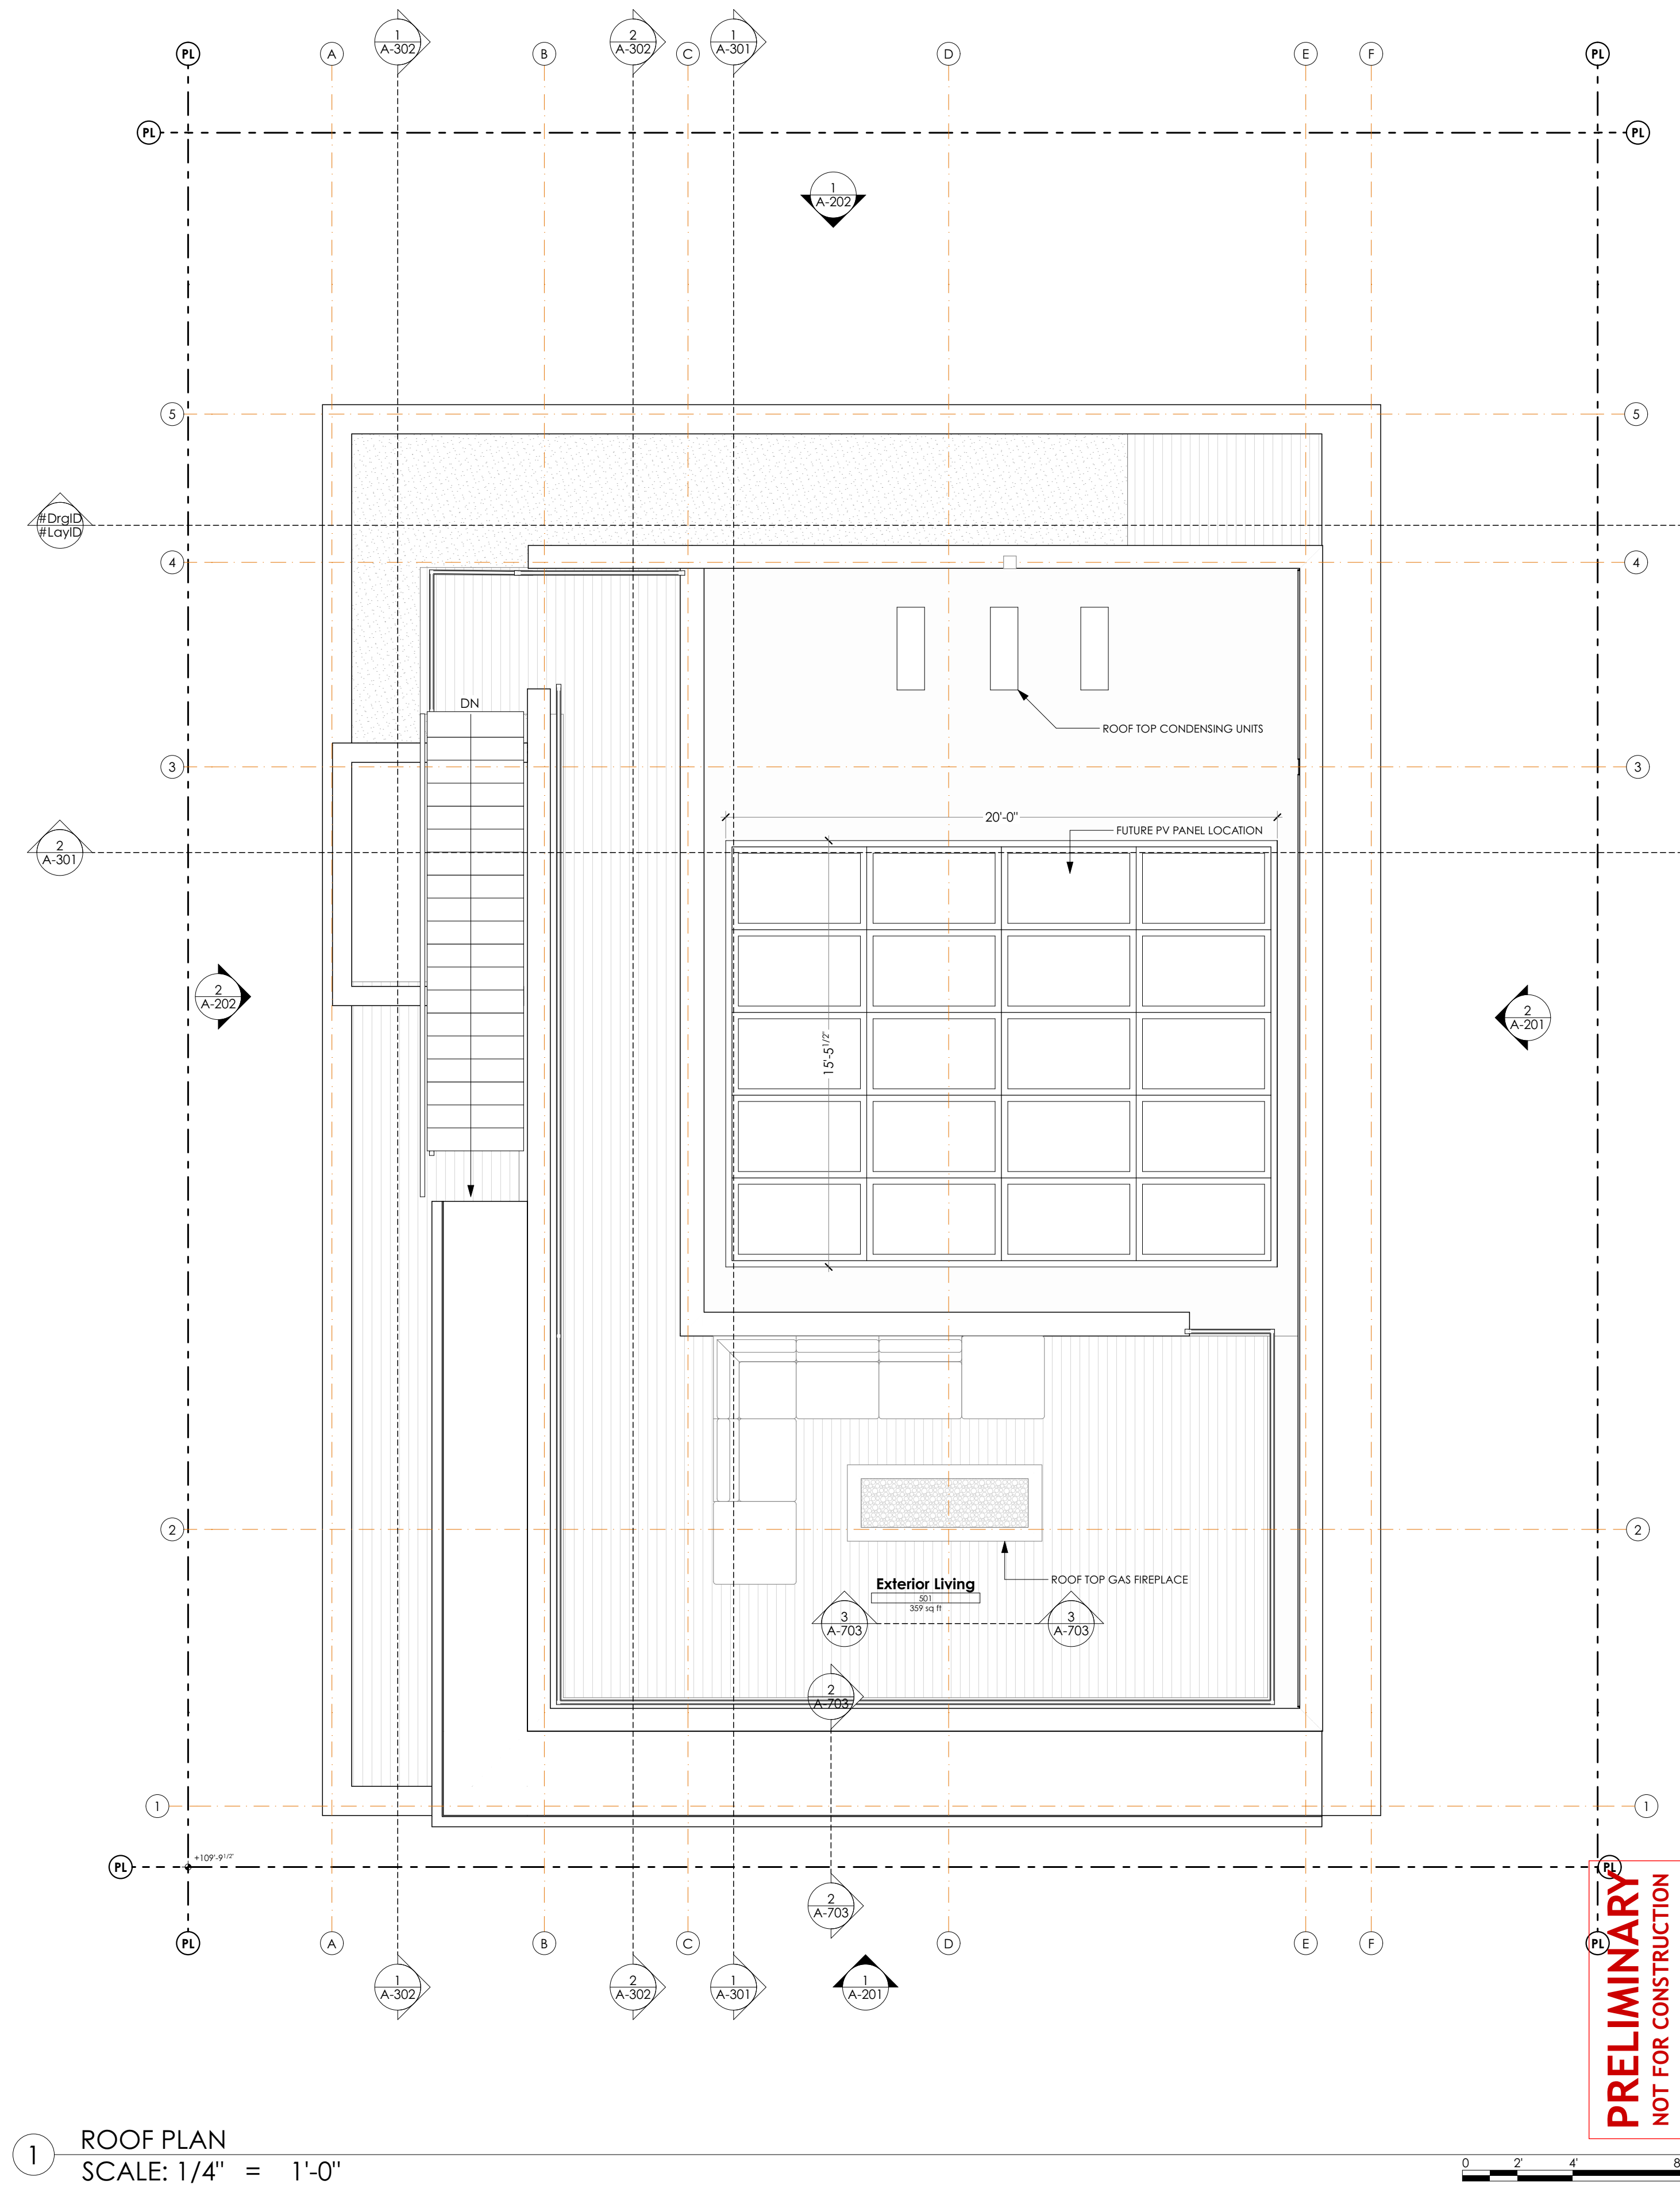 1
A-302
2
A-302
1
A-301
PL
A
B
C
D
E
F
PL
PL
PL
1
A-202
5
5
#DrgID
#LayID
4
4
DN
ROOF TOP CONDENSING UNITS
3
3
20'-0"
FUTURE PV PANEL LOCATION
2
A-301
2
A-202
2
A-201
15'-5 1/2"
2
2
ROOF TOP GAS FIREPLACE
Exterior Living
501
359 sq ft
3
A-703
3
A-703
2
A-703
1
1
+109'-9 1/2"
PL
PL
2
A-703
PL
A
B
C
D
E
F
PL
1
A-302
2
A-302
1
A-301
1
A-201
PRELIMINARY
NOT FOR CONSTRUCTION
1
ROOF PLAN
SCALE: 1/4" = 1'-0"
0 2' 4' 8